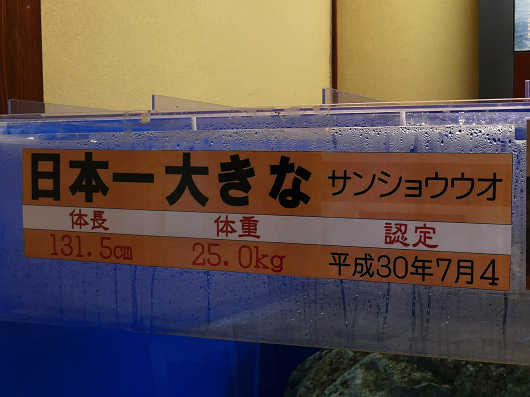 日本一大きな サンショウウオ
体長 体重 認定
131.5cm 25.0kg 平成30年7月4